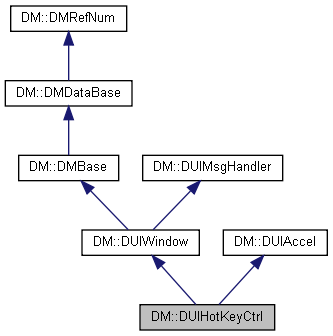 DM::DMRefNum
DM::DMDataBase
DM::DMBase
DM::DUIMsgHandler
DM::DUIWindow
DM::DUIAccel
DM::DUIHotKeyCtrl